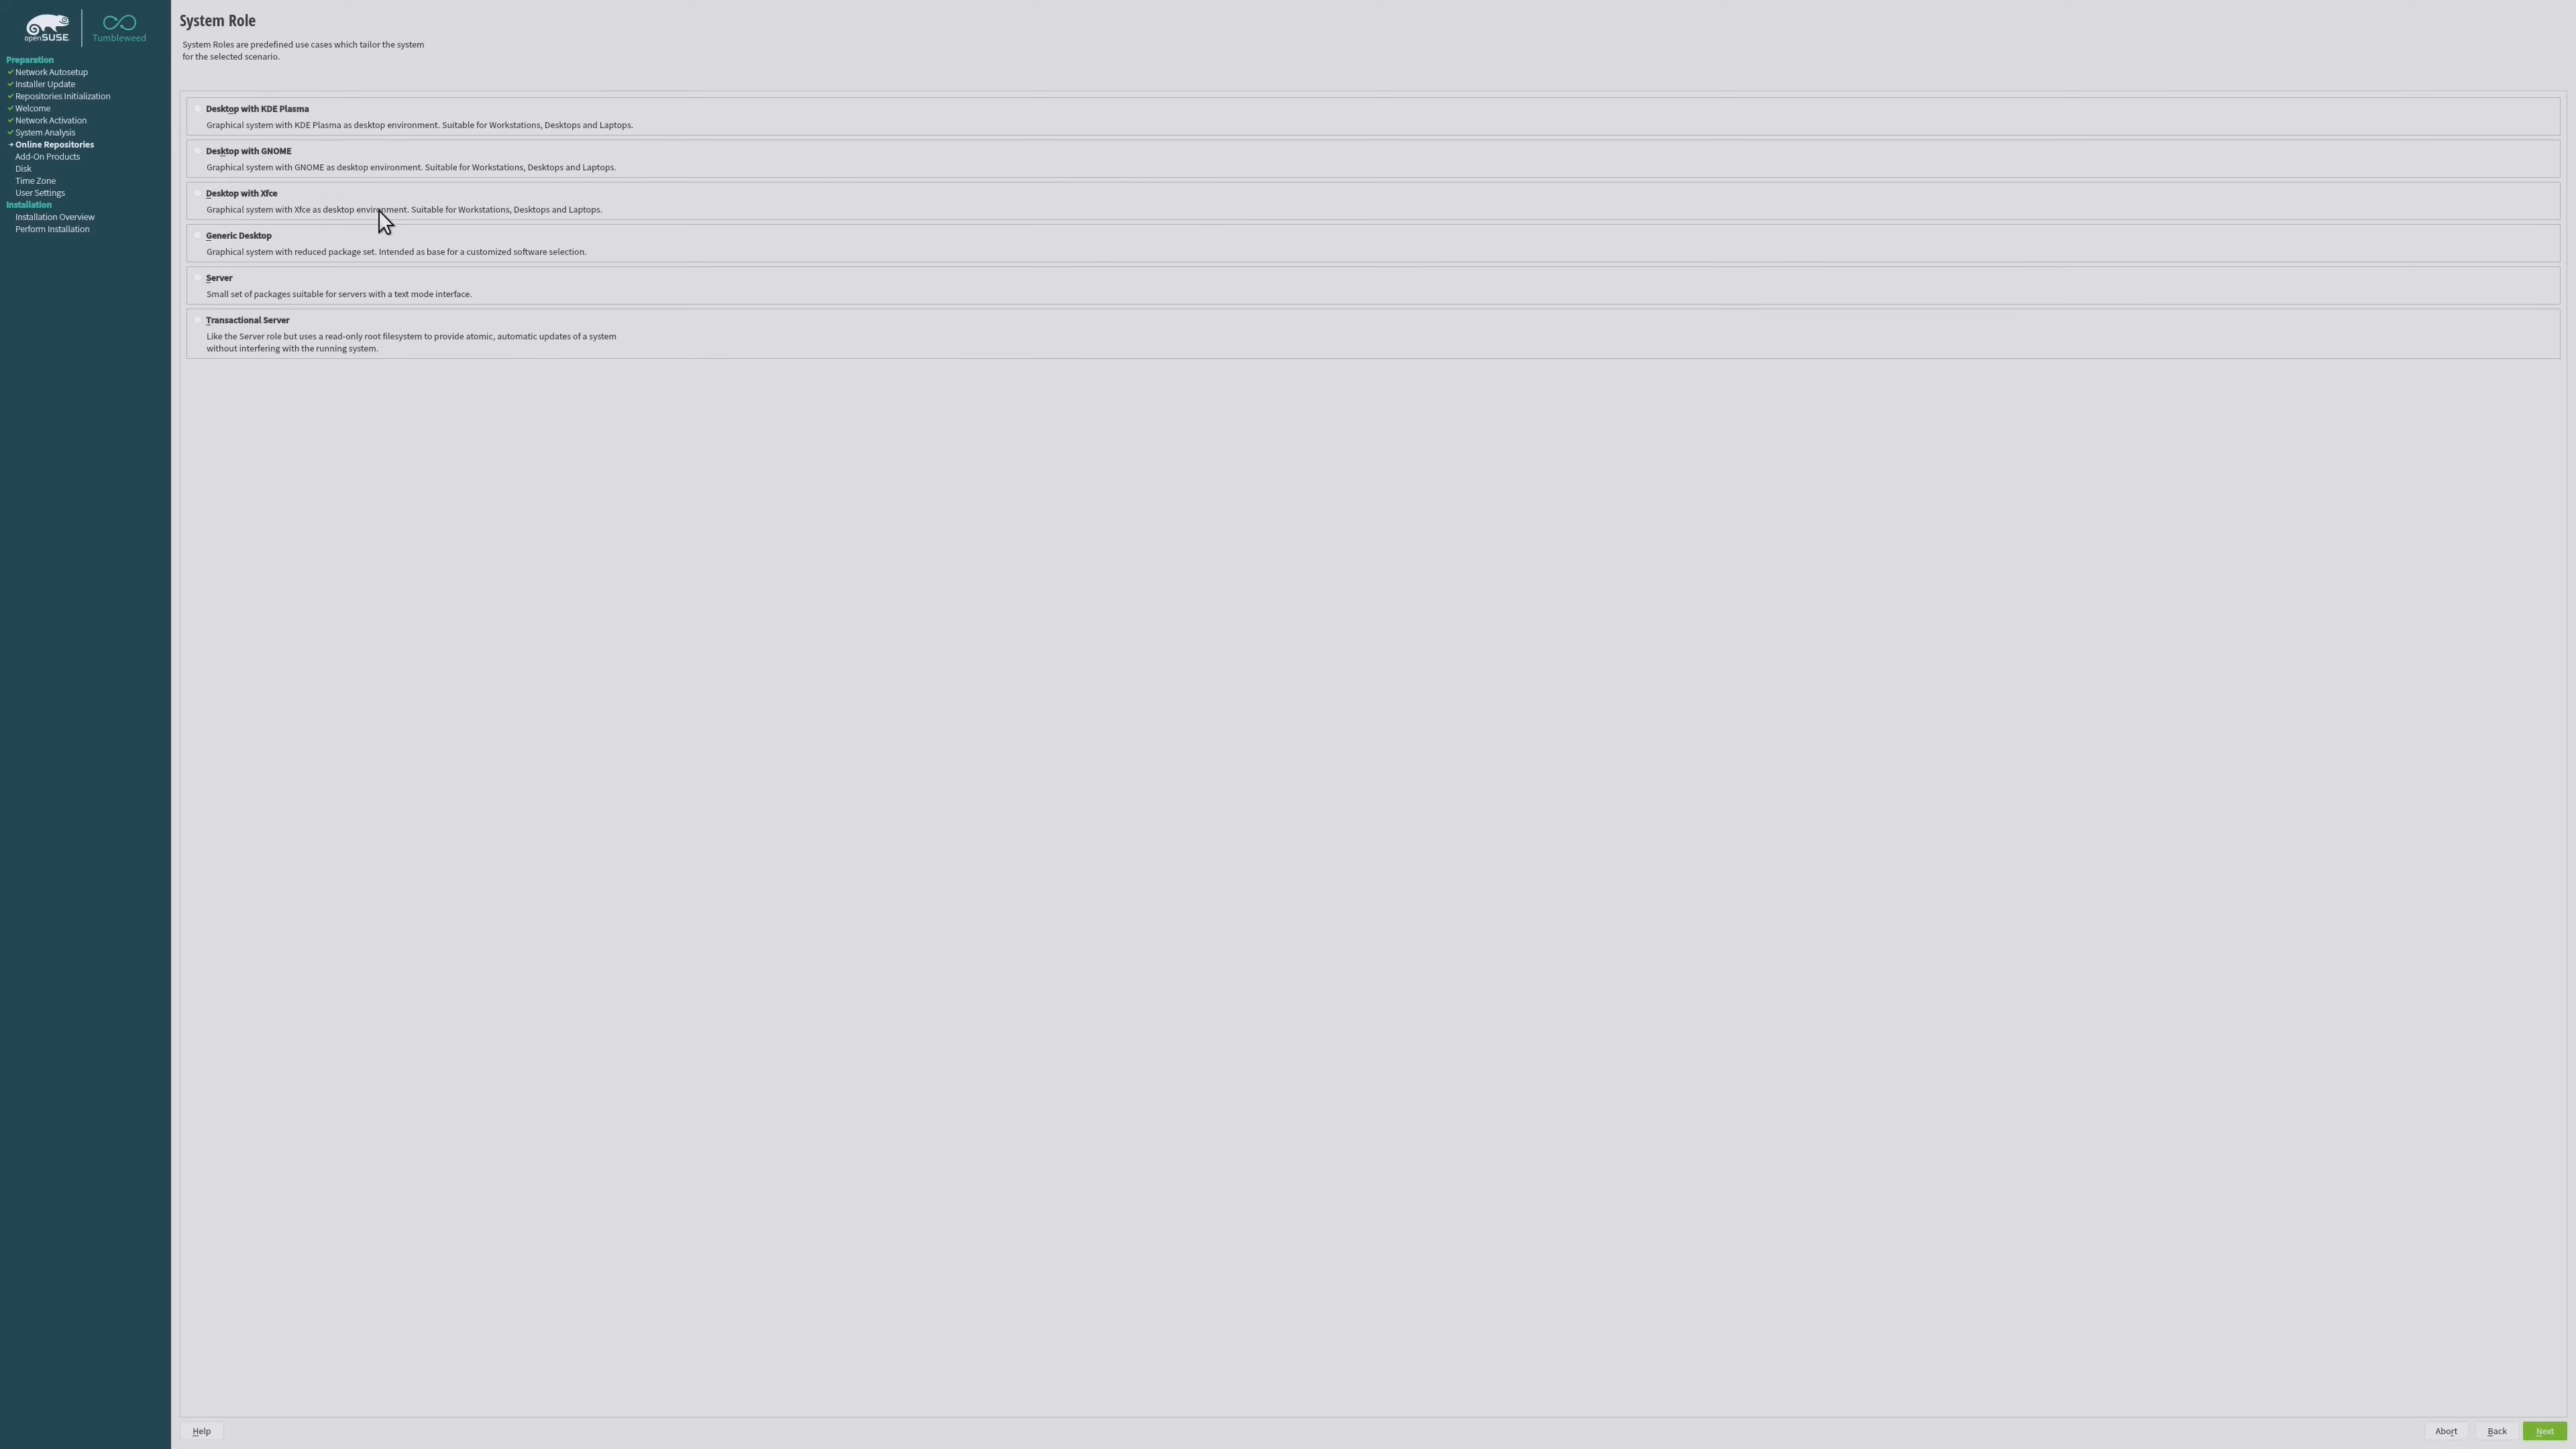 openSUSE
Tumbleweed
Preparation
Network Autosetup
Installer Update
Repositories Initialization
Welcome
Network Activation
System Analysis
Online Repositories
Add-On Products
Disk
Time Zone
User Settings
Installation
Installation Overview
Perform Installation
System Role
System Roles are predefined use cases which tailor the system
for the selected scenario.
Desktop with KDE Plasma
Graphical system with KDE Plasma as desktop environment. Suitable for Workstations, Desktops and Laptops.
Desktop with GNOME
Graphical system with GNOME as desktop environment. Suitable for Workstations, Desktops and Laptops.
Desktop with Xfce
Graphical system with Xfce as desktop environment. Suitable for Workstations, Desktops and Laptops.
Generic Desktop
Graphical system with reduced package set. Intended as base for a customized software selection.
Server
Small set of packages suitable for servers with a text mode interface.
Transactional Server
Like the Server role but uses a read-only root filesystem to provide atomic, automatic updates of a system
without interfering with the running system.
Help
Abort
Back
Next